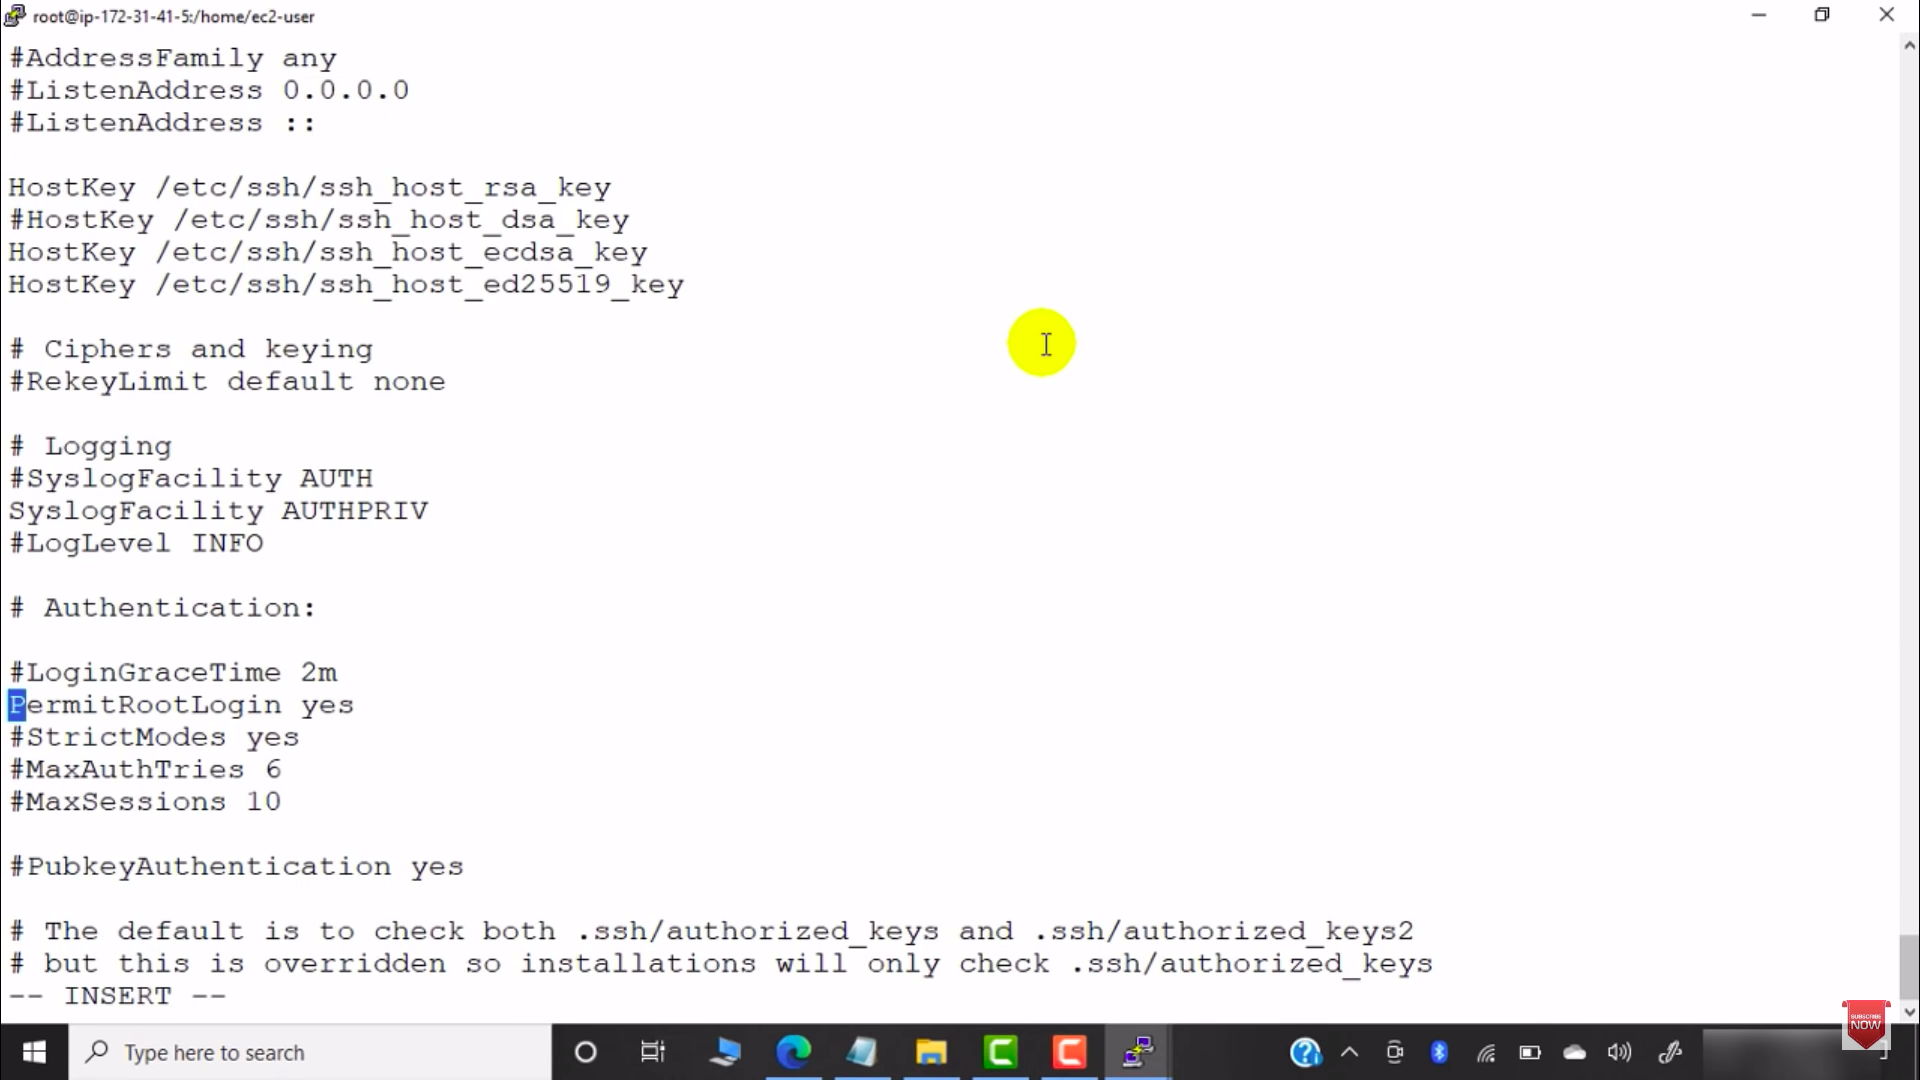 root@ip-172-31-41-5:/home/ec2-user
#AddressFamily any
#ListenAddress 0.0.0.0
#ListenAddress ::
HostKey /etc/ssh/ssh_host_rsa_key
#HostKey /etc/ssh/ssh_host_dsa_key
HostKey /etc/ssh/ssh_host_ecdsa_key
HostKey /etc/ssh/ssh_host_ed25519_key
# Ciphers and keying
#RekeyLimit default none
# Logging
#SyslogFacility AUTH
SyslogFacility AUTHPRIV
#LogLevel INFO
# Authentication:
#LoginGraceTime 2m
PermitRootLogin yes
#StrictModes yes
#MaxAuthTries 6
#MaxSessions 10
#PubkeyAuthentication yes
# The default is to check both .ssh/authorized_keys and .ssh/authorized_keys2
# but this is overridden so installations will only check .ssh/authorized_keys
-- INSERT --
SUBSCRIBE
NOW
Type here to search